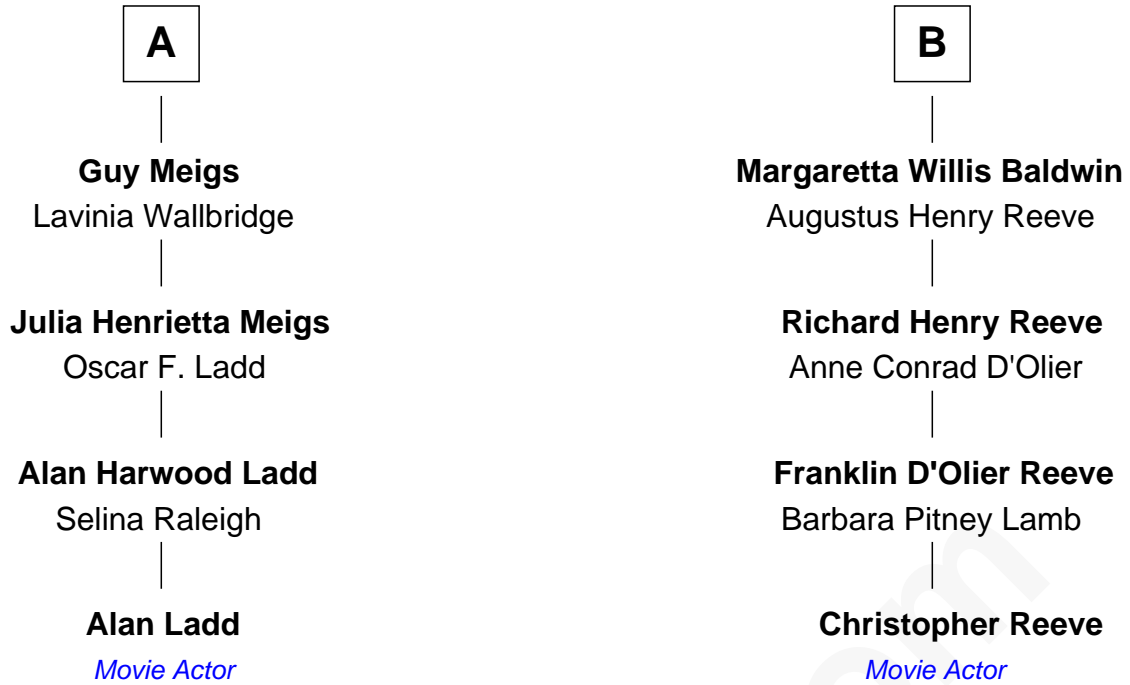 A
Guy Meigs
Lavinia Wallbridge
Julia Henrietta Meigs
Oscar F. Ladd
Alan Harwood Ladd
Selina Raleigh
Alan Ladd
Movie Actor
B
Margaretta Willis Baldwin
Augustus Henry Reeve
Richard Henry Reeve
Anne Conrad D'Olier
Franklin D'Olier Reeve
Barbara Pitney Lamb
Christopher Reeve
Movie Actor